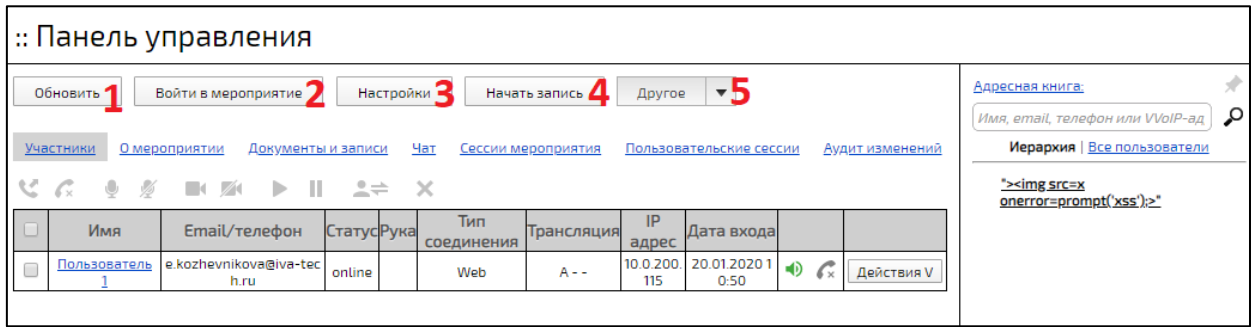 :: Панель управления
Обновить 1 Войти в мероприятие 2 Настройки 3 Начать запись 4 Другое 5
Участники О мероприятии Документы и записи Чат Сессии мероприятия Пользовательские сессии Аудит изменений
Имя Email/телефон Статус Рука Тип соединения Трансляция IP адрес Дата входа
Пользователь 1 e.kozhevnikova@iva-tech.ru online Web A - - 10.0.200.115 20.01.2020 10:50 Действия V
Адресная книга:
Имя, email, телефон или VVoIP-ад
Иерархия | Все пользователи
"><img src=x
onerror=prompt('xss');>"